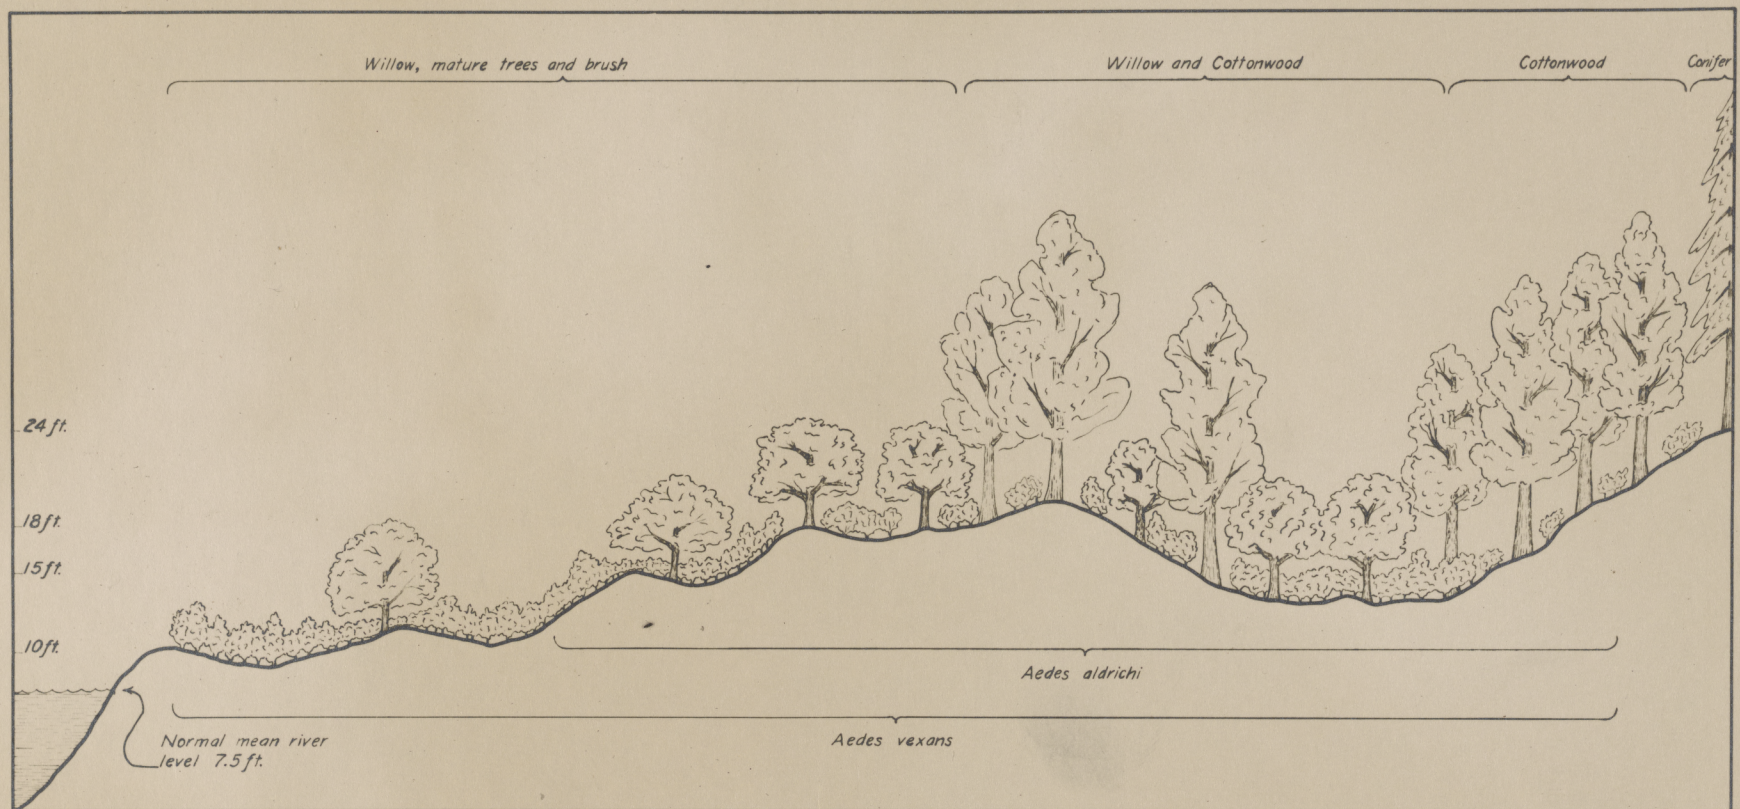 Willow, mature trees and brush
Willow and Cottonwood
Cottonwood
Conifer
24 ft.
18 ft.
15 ft.
10 ft.
Aedes aldrichi
Aedes vexans
Normal mean river
level 7.5 ft.